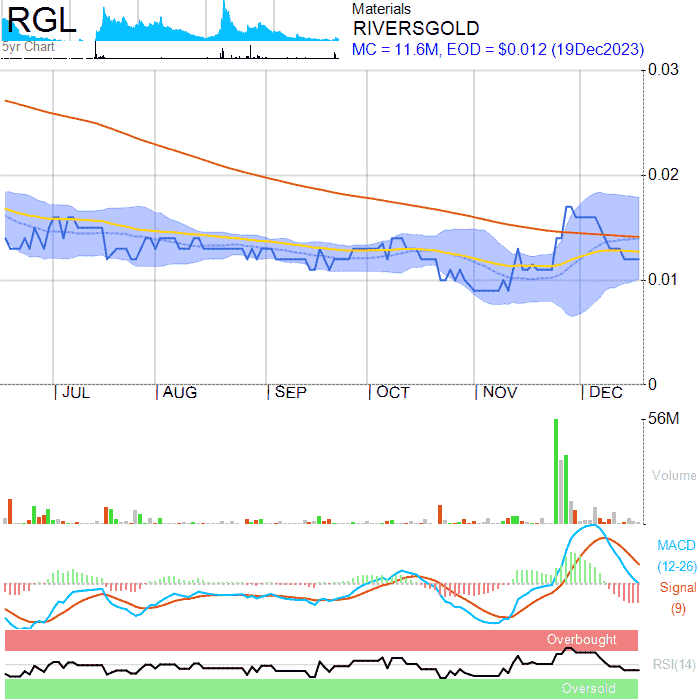 RGL
5yr Chart
Materials
RIVERSGOLD
MC = 11.6M, EOD = $0.012 (19Dec2023)
0.03
0.02
0.01
0
JUL AUG SEP OCT NOV DEC
56M
Volume
MACD
(12-26)
Signal
(9)
Overbought
RSI(14)
Oversold